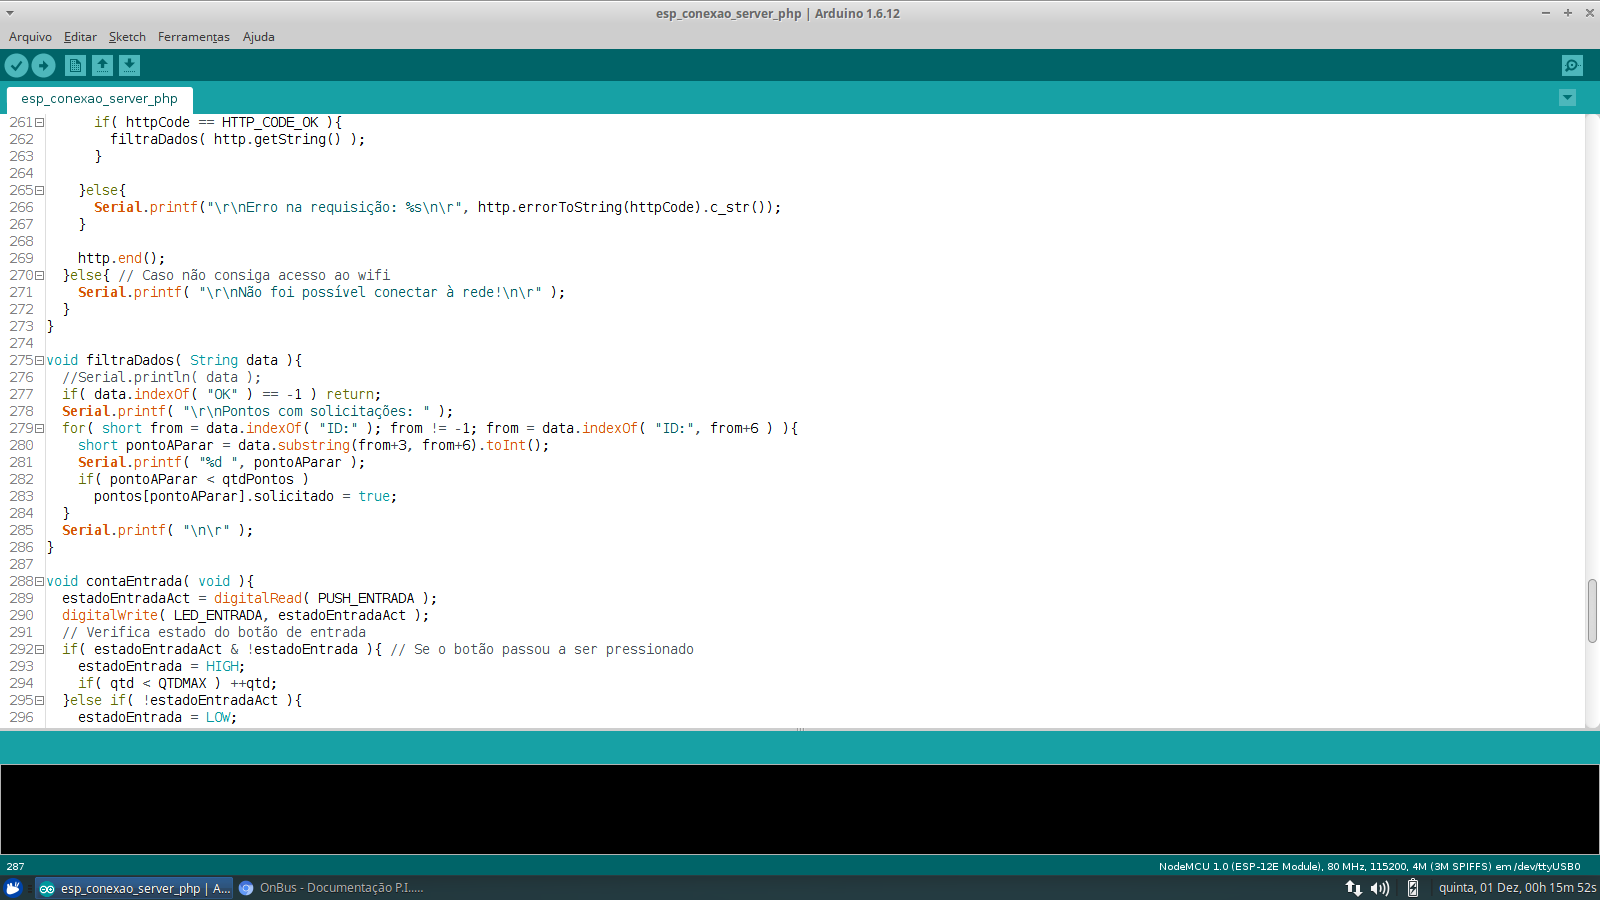 esp_conexao_server_php | Arduino 1.6.12
Arquivo Editar Sketch Ferramentas Ajuda
esp_conexao_server_php
261 if( httpCode == HTTP_CODE_OK ){
262 filtraDados( http.getString() );
263 }
264
265 }else{
266 Serial.printf("\r\nErro na requisição: %s\n\r", http.errorToString(httpCode).c_str());
267 }
268
269 http.end();
270 }else{ // Caso não consiga acesso ao wifi
271 Serial.printf( "\r\nNão foi possível conectar à rede!\n\r" );
272 }
273 }
274
275 void filtraDados( String data ){
276 //Serial.println( data );
277 if( data.indexOf( "OK" ) == -1 ) return;
278 Serial.printf( "\r\nPontos com solicitações: " );
279 for( short from = data.indexOf( "ID:" ); from != -1; from = data.indexOf( "ID:", from+6 ) ){
280 short pontoAParar = data.substring(from+3, from+6).toInt();
281 Serial.printf( "%d ", pontoAParar );
282 if( pontoAParar < qtdPontos )
283 pontos[pontoAParar].solicitado = true;
284 }
285 Serial.printf( "\n\r" );
286 }
287
288 void contaEntrada( void ){
289 estadoEntradaAct = digitalRead( PUSH_ENTRADA );
290 digitalWrite( LED_ENTRADA, estadoEntradaAct );
291 // Verifica estado do botão de entrada
292 if( estadoEntradaAct & !estadoEntrada ){ // Se o botão passou a ser pressionado
293 estadoEntrada = HIGH;
294 if( qtd < QTDMAX ) ++qtd;
295 }else if( !estadoEntradaAct ){
296 estadoEntrada = LOW;
287 NodeMCU 1.0 (ESP-12E Module), 80 MHz, 115200, 4M (3M SPIFFS) em /dev/ttyUSB0
esp_conexao_server_php | A... OnBus - Documentação P.I..... quinta, 01 Dez, 00h 15m 52s